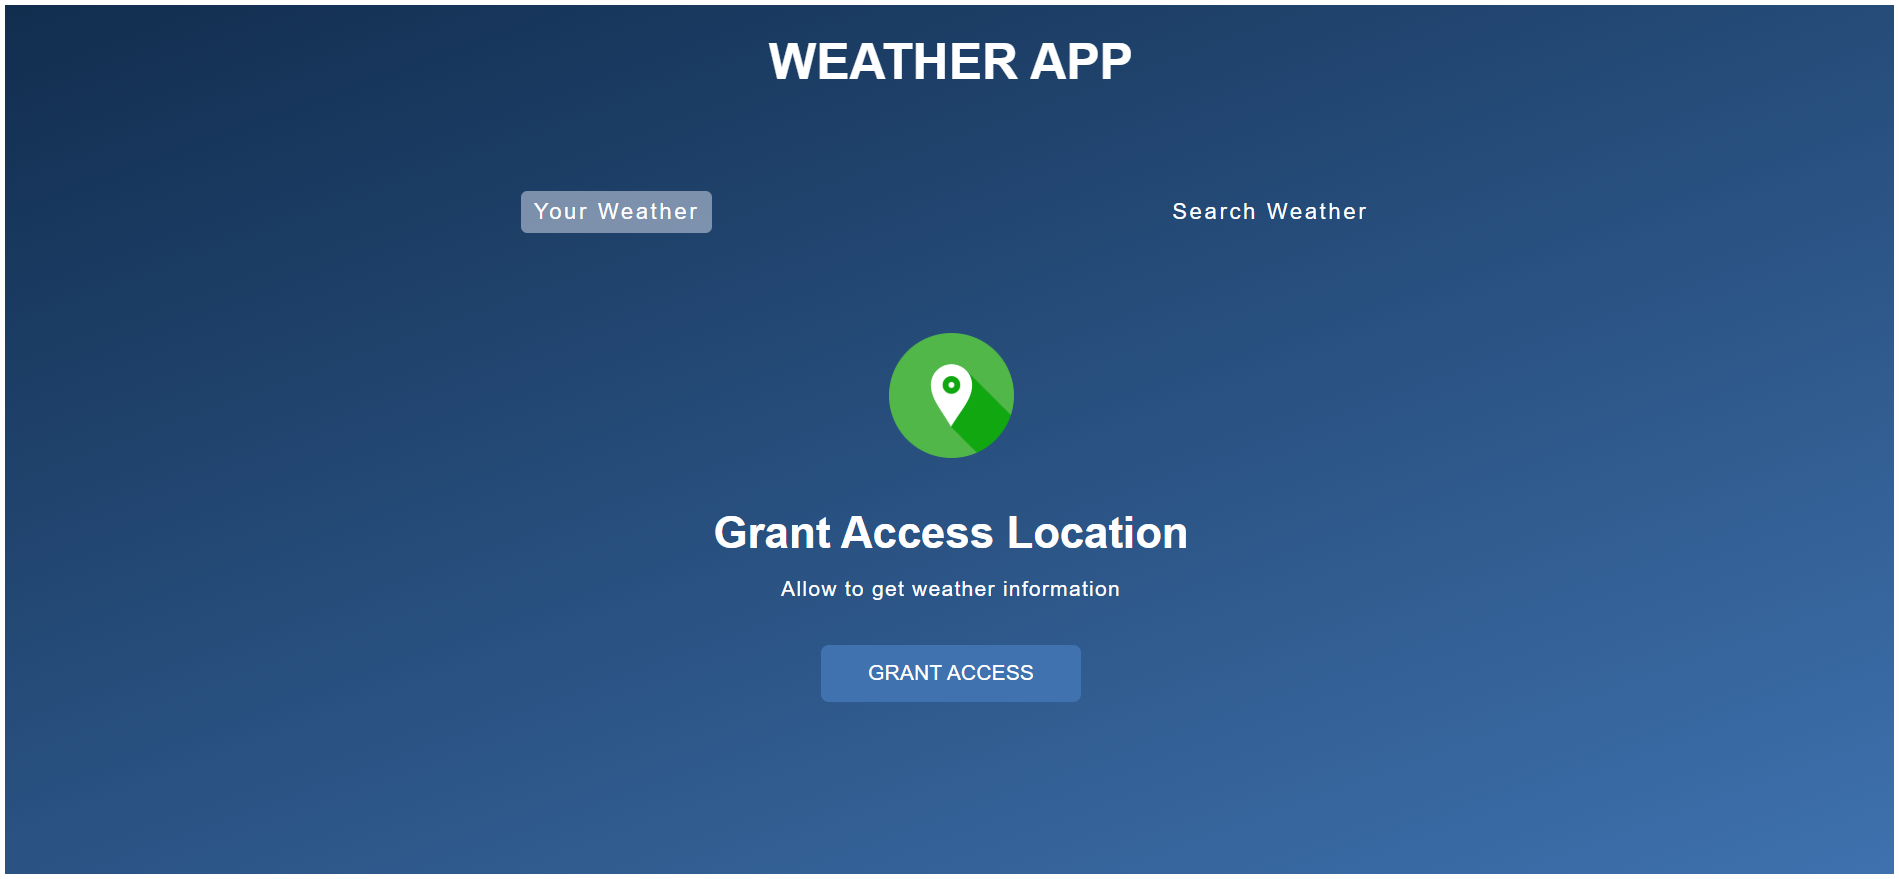 WEATHER APP
Your Weather
Search Weather
Grant Access Location
Allow to get weather information
GRANT ACCESS